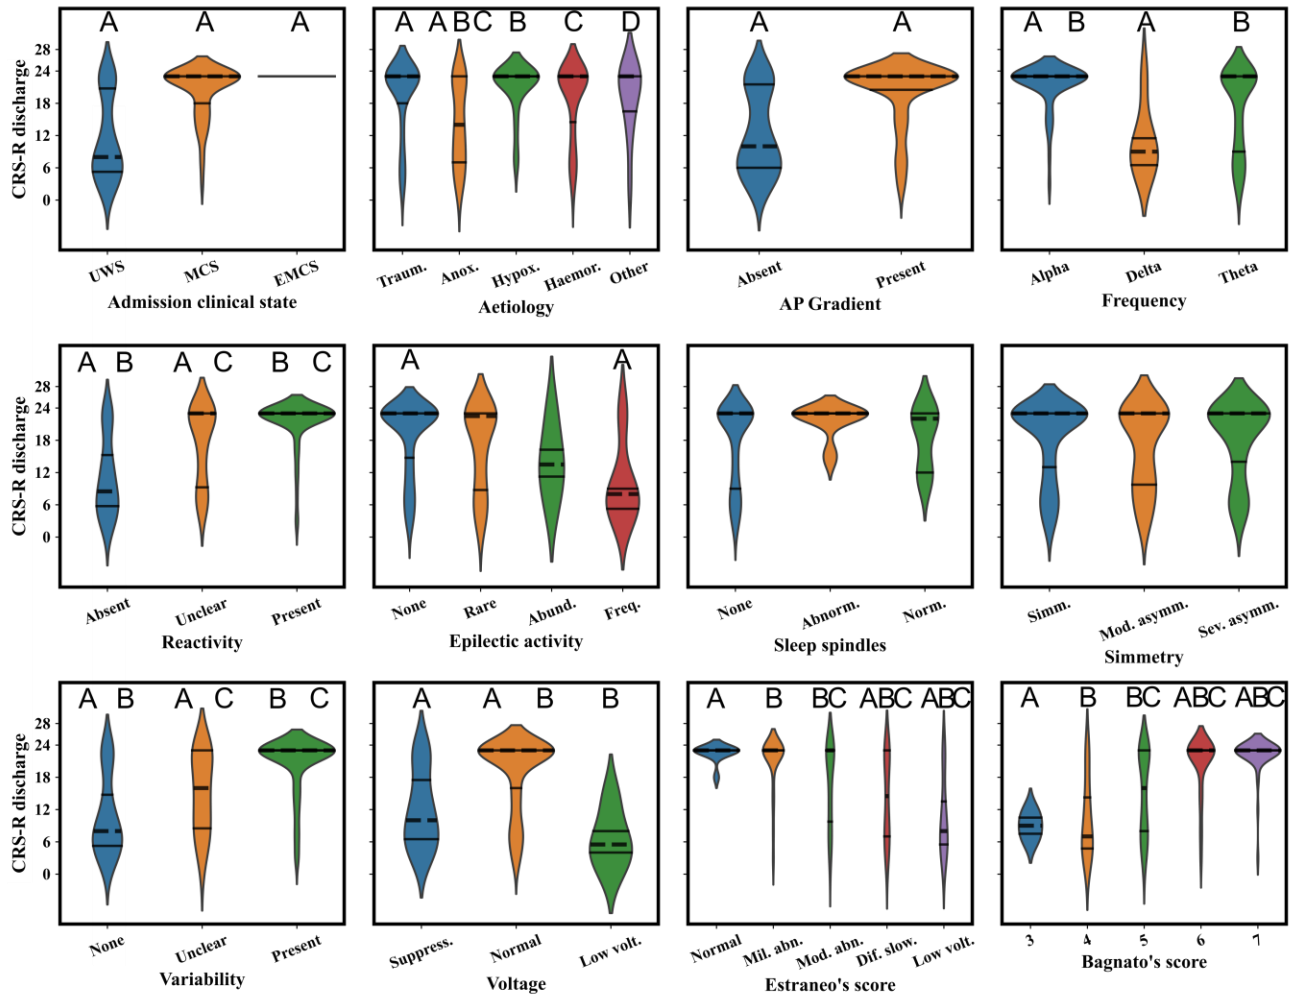 A A A
A A B C B C D
A A
A B A B
28
24
18
12
6
0
CRS-R discharge
UWS MCS EMCS
Admission clinical state
Traum. Anox. Hypox. Haemor. Other
Aetiology
Absent Present
AP Gradient
Alpha Delta Theta
Frequency
A B A C B C
A A
28
24
18
12
6
0
CRS-R discharge
Absent Unclear Present
Reactivity
None Rare Abund. Freq.
Epilectic activity
None Abnorm. Norm.
Sleep spindles
Simm. Mod. asymm. Sev. asymm.
Simmetry
A B A C B C
A A B B
A B BC ABC ABC
A B BC ABC ABC
28
24
18
12
6
0
CRS-R discharge
None Unclear Present
Variability
Suppress. Normal Low volt.
Voltage
Normal Mil. abn. Mod. abn. Dif. slow. Low volt.
Estraneo's score
3 4 5 6 7
Bagnato's score